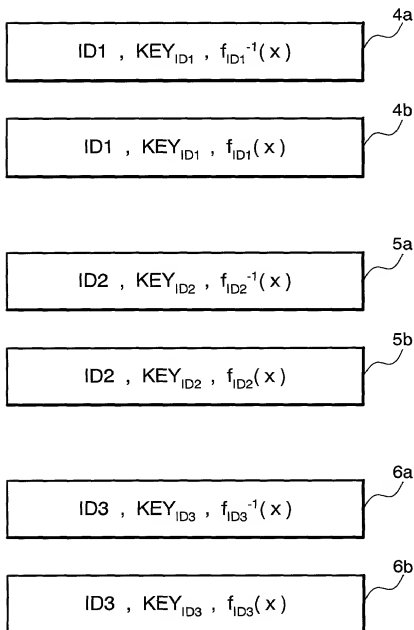 4a
ID1 , KEY_ID1 , f_ID1^-1(x)
4b
ID1 , KEY_ID1 , f_ID1(x)
5a
ID2 , KEY_ID2 , f_ID2^-1(x)
5b
ID2 , KEY_ID2 , f_ID2(x)
6a
ID3 , KEY_ID3 , f_ID3^-1(x)
6b
ID3 , KEY_ID3 , f_ID3(x)